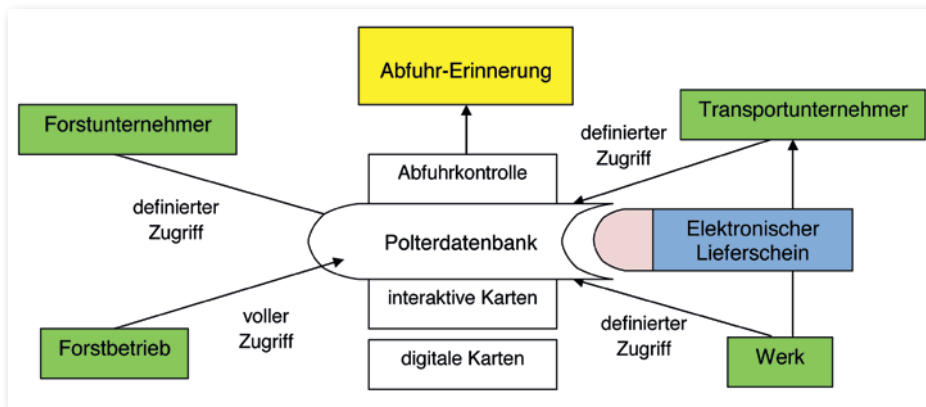 Abfuhr-Erinnerung
Forstunternehmer
Transportunternehmer
definierter
Zugriff
Abfuhrkontrolle
definierter
Zugriff
Polterdatenbank
Elektronischer
Lieferschein
interaktive Karten
voller
Zugriff
definierter
Zugriff
Forstbetrieb
digitale Karten
Werk